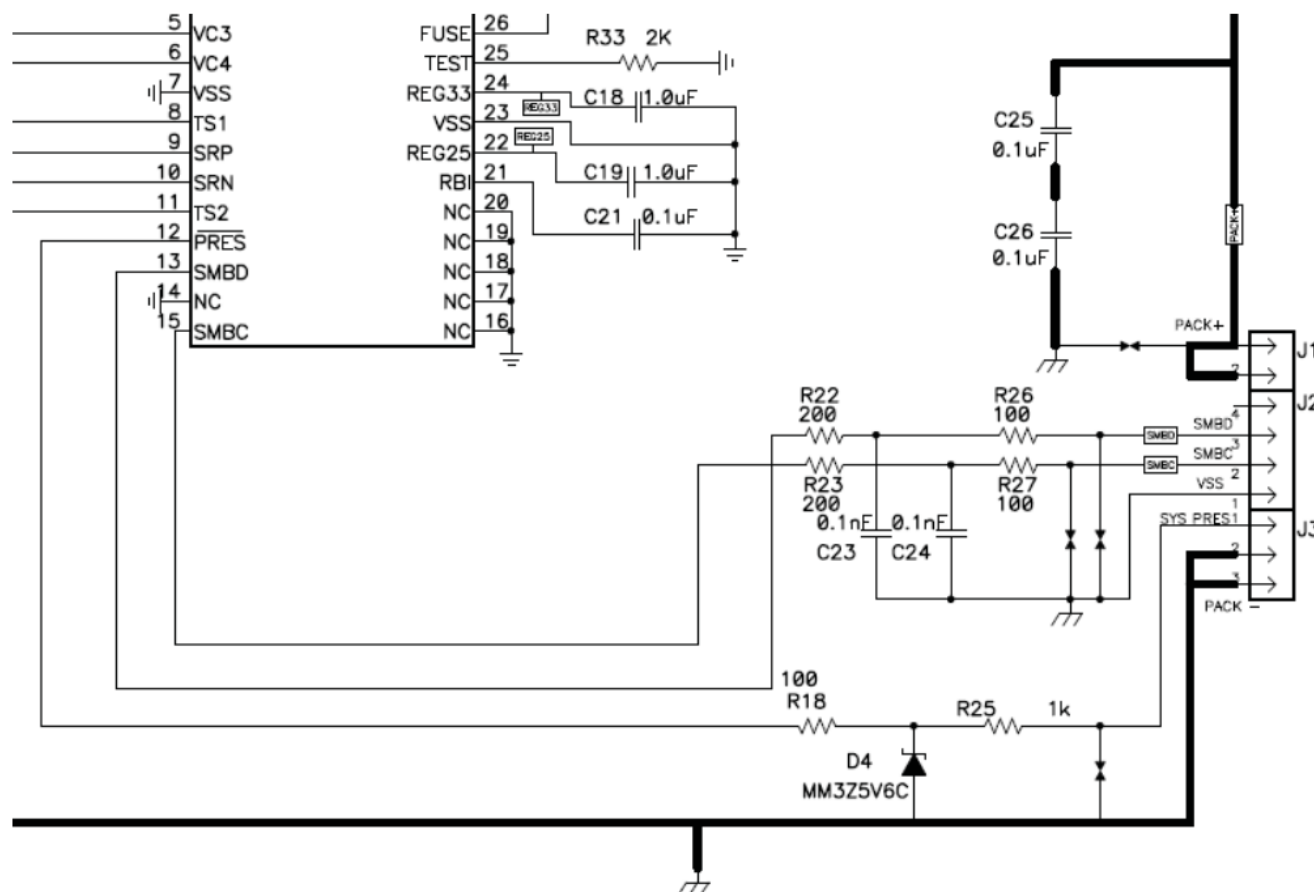 5 VC3
6 VC4
7 VSS
8 TS1
9 SRP
10 SRN
11 TS2
12 PRES
13 SMBD
14 NC
15 SMBC
FUSE 26
TEST 25
REG33 24
VSS 23
REG25 22
RBI 21
NC 20
NC 19
NC 18
NC 17
NC 16
R33 2K
REG33
C18 1.0uF
REG25
C19 1.0uF
C21 0.1uF
C25
0.1uF
C26
0.1uF
PACK+
PACK+
J1
2
J2
4
R22
200
R26
100
SMBD
SMBD
3
R23
200
R27
100
SMBC
SMBC
2
VSS
1
0.1nF
C23
0.1nF
C24
SYS PRES1
J3
2
3
PACK -
100
R18
R25 1k
D4
MM3Z5V6C